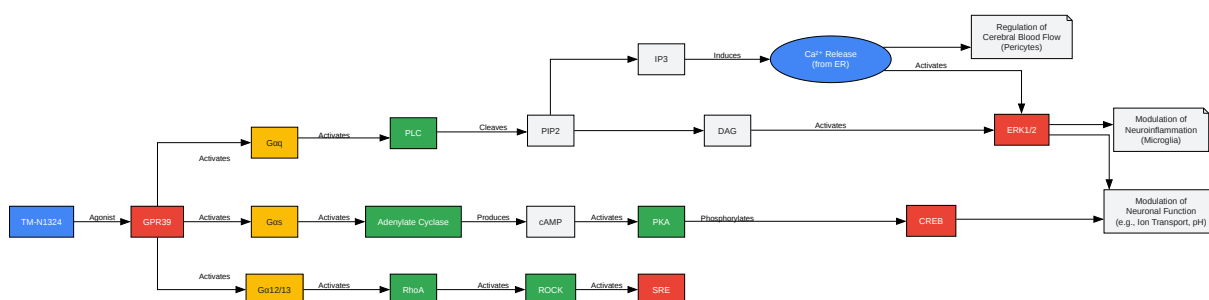 Regulation of
Cerebral Blood Flow
(Pericytes)
IP3
Induces
Ca²⁺ Release
(from ER)
Activates
Gαq
Activates
PLC
Cleaves
PIP2
DAG
Activates
ERK1/2
Modulation of
Neuroinflammation
(Microglia)
Activates
TM-N1324
Agonist
GPR39
Activates
Gαs
Activates
Adenylate Cyclase
Produces
cAMP
Activates
PKA
Phosphorylates
CREB
Modulation of
Neuronal Function
(e.g., Ion Transport, pH)
Activates
Gα12/13
Activates
RhoA
Activates
ROCK
Activates
SRE